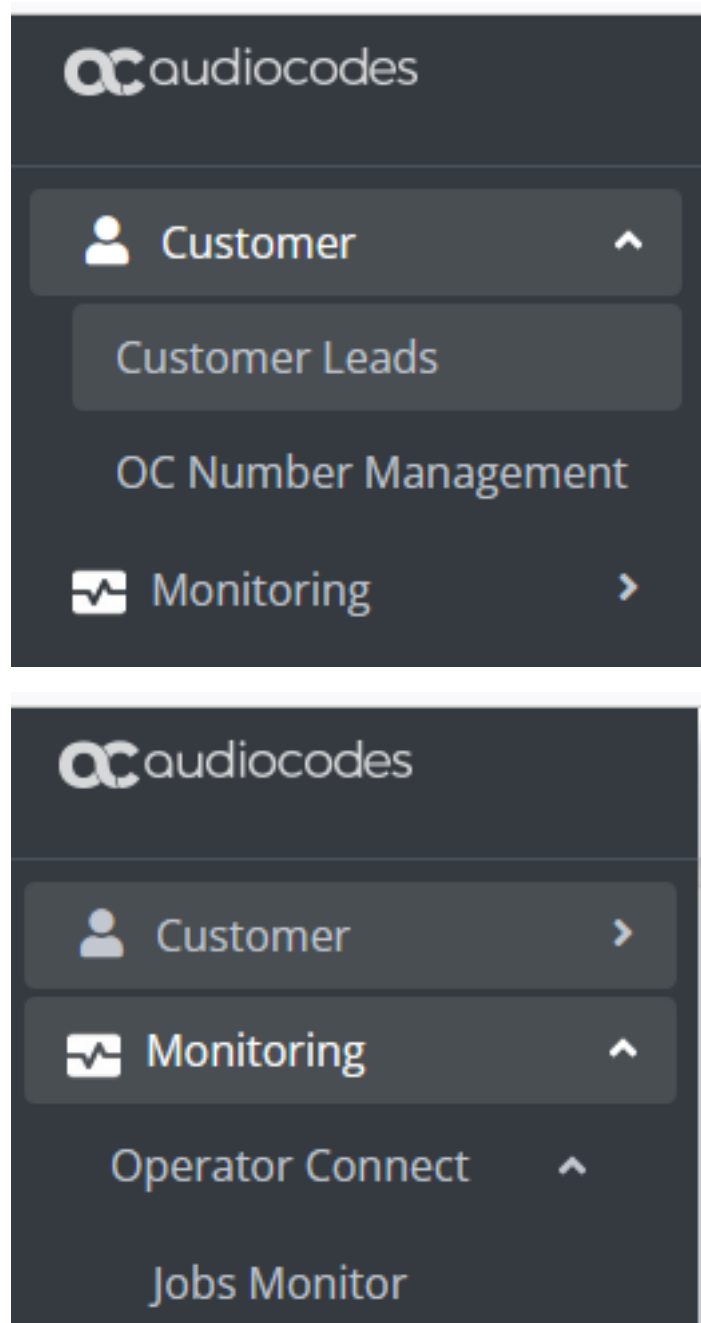 audiocodes
Customer
Customer Leads
OC Number Management
Monitoring
audiocodes
Customer
Monitoring
Operator Connect
Jobs Monitor